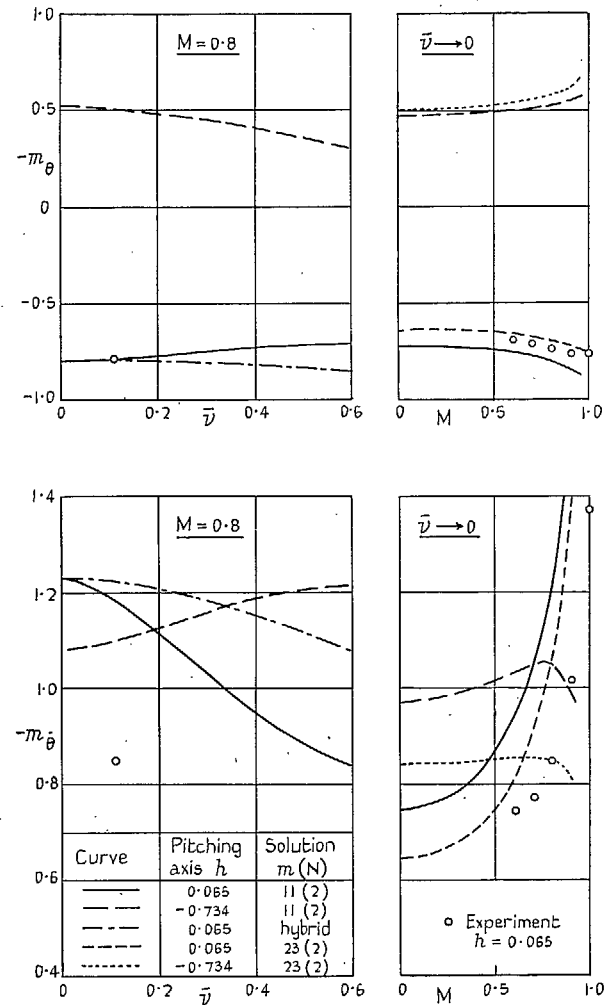 1·0
M = 0·8
ν̄ → 0
0·5
-m_θ
0
-0·5
-1·0
0 0·2 ν̄ 0·4 0·6
0 0·5 M 1·0
1·4
M = 0·8
ν̄ → 0
1·2
1·0
-m_θ̇
0·8
Curve Pitching axis h Solution m(N)
0·065 11(2)
-0·734 11(2)
0·065 hybrid
0·065 23(2)
-0·734 23(2)
0·6
Experiment
h = 0·065
0·4
0 0·2 ν̄ 0·4 0·6
0 0·5 M 1·0